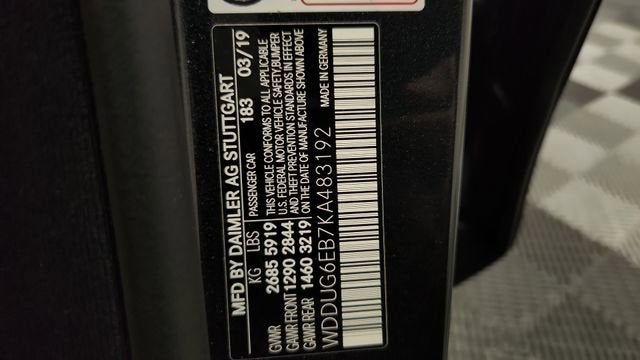 MFD BY DAIMLER AG STUTTGART
KG LBS PASSENGER CAR 183 03/19
GVWR 2685 5919 THIS VEHICLE CONFORMS TO ALL APPLICABLE
U.S. FEDERAL MOTOR VEHICLE SAFETY, BUMPER
GAWR FRONT 1290 2844 AND THEFT PREVENTION STANDARDS IN EFFECT
GAWR REAR 1460 3219 ON THE DATE OF MANUFACTURE SHOWN ABOVE
WDDUG6EB7KA483192 MADE IN GERMANY